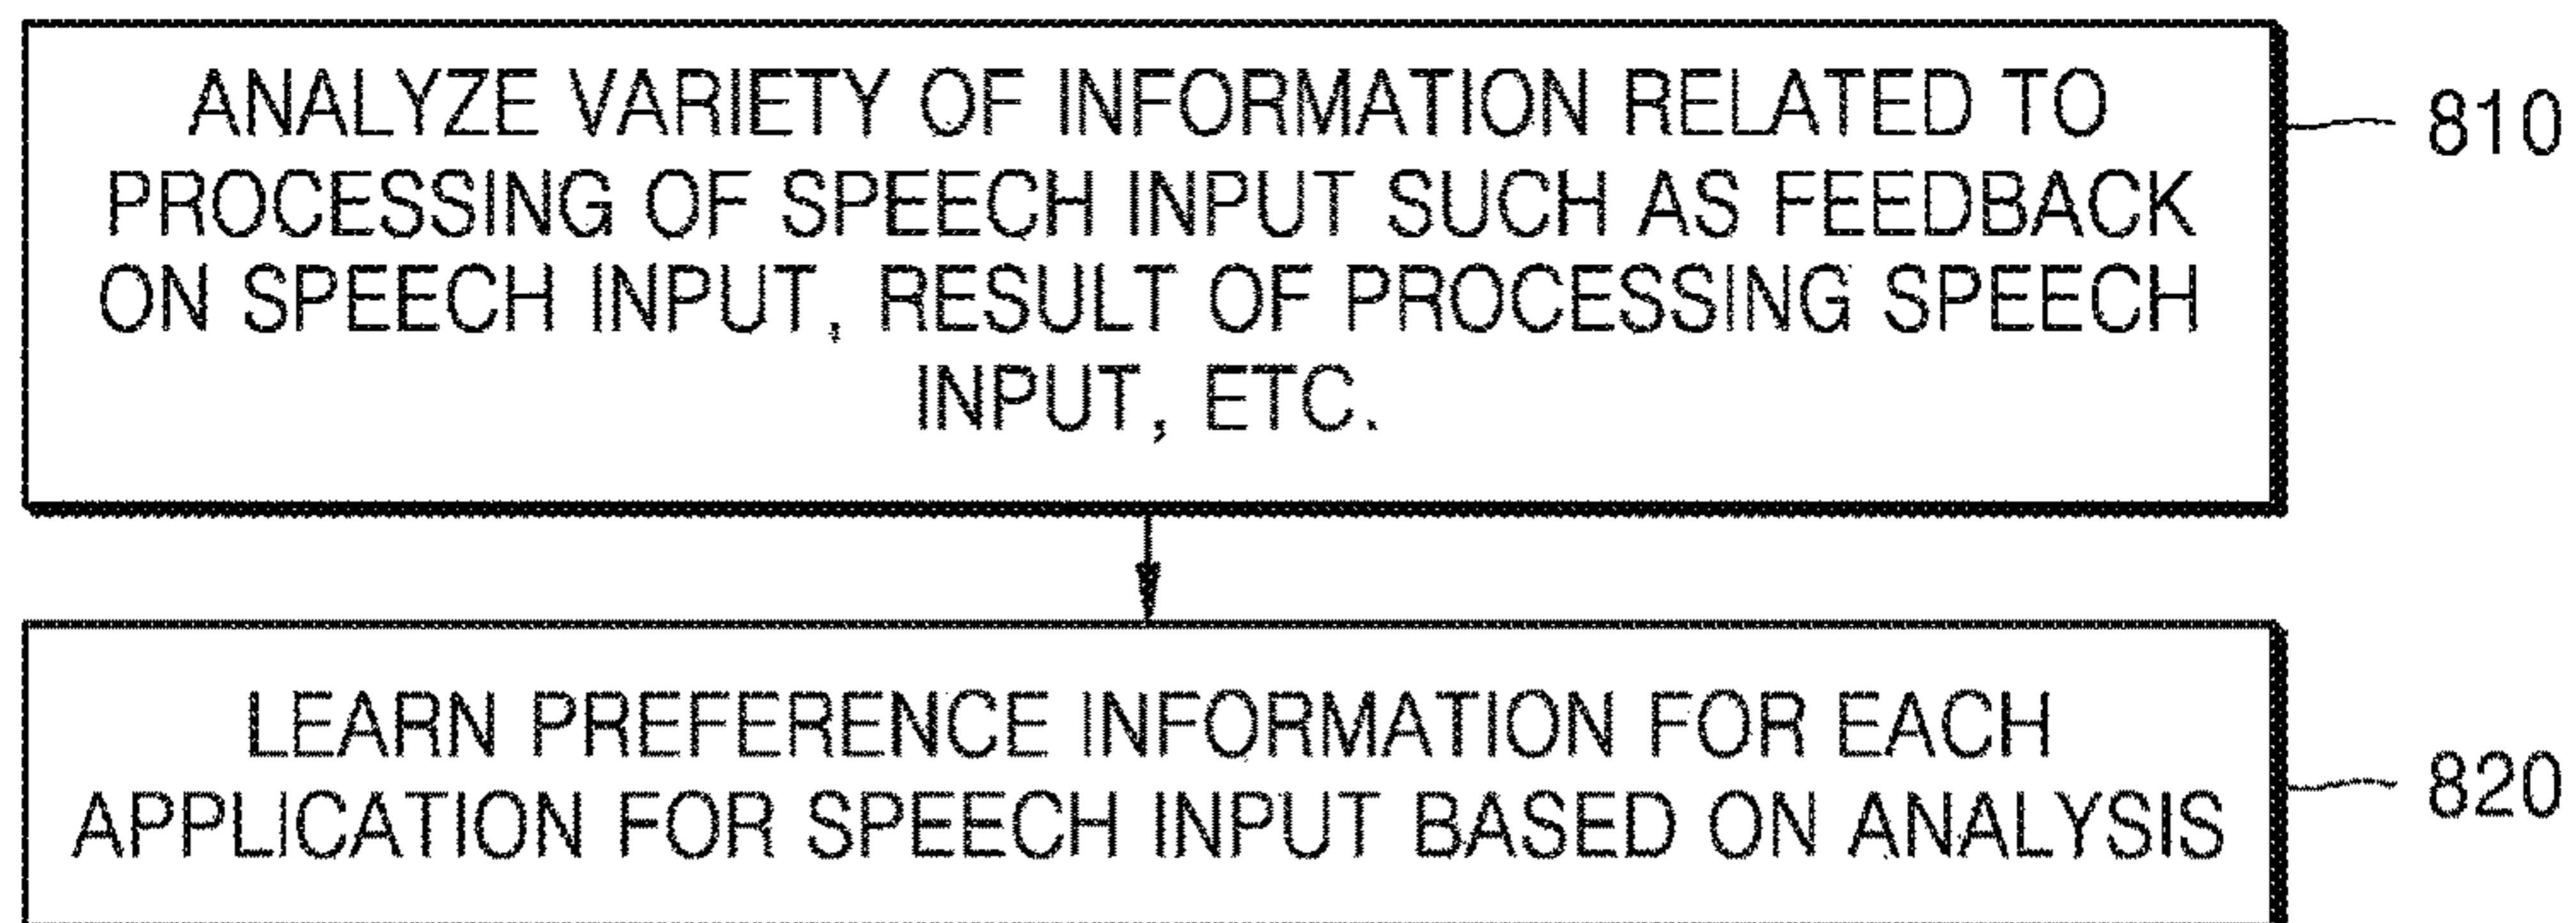 ANALYZE VARIETY OF INFORMATION RELATED TO
PROCESSING OF SPEECH INPUT SUCH AS FEEDBACK
ON SPEECH INPUT, RESULT OF PROCESSING SPEECH
INPUT, ETC.
810
LEARN PREFERENCE INFORMATION FOR EACH
APPLICATION FOR SPEECH INPUT BASED ON ANALYSIS
820